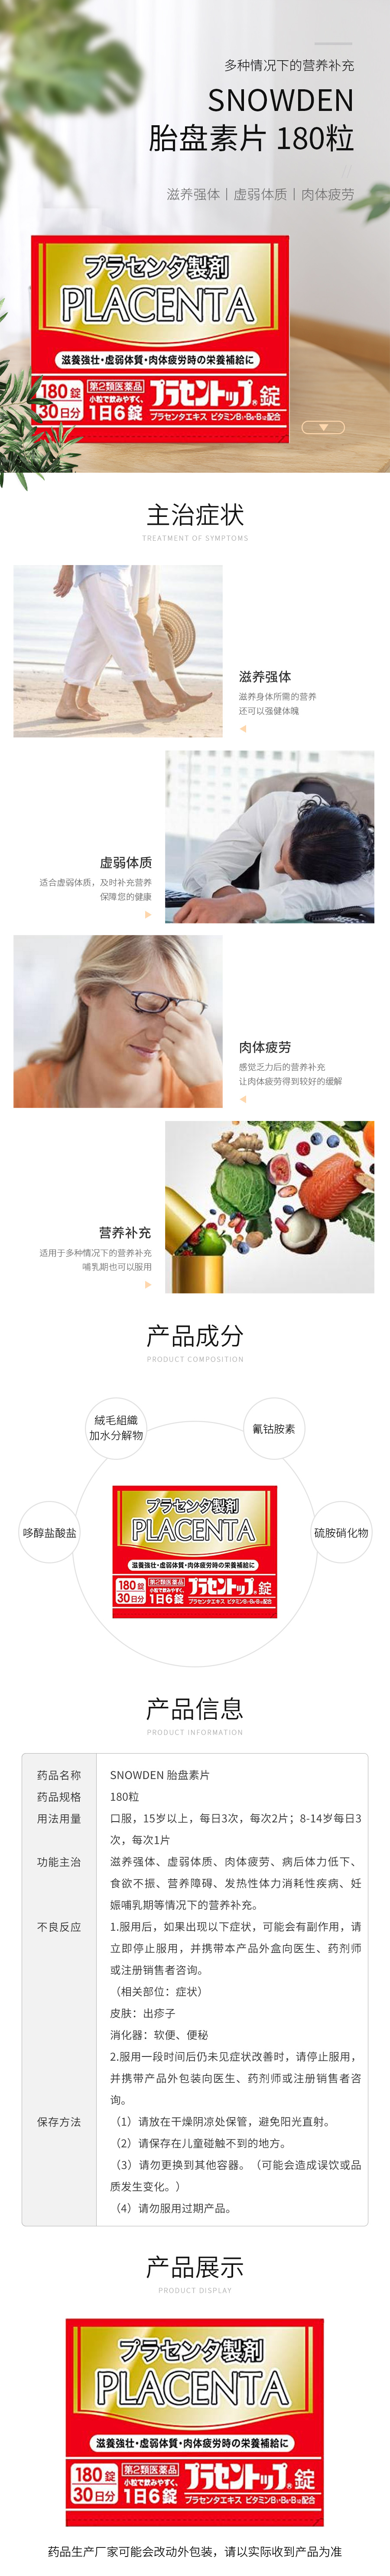 多种情况下的营养补充
SNOWDEN
胎盘素片 180粒
滋养强体丨虚弱体质丨肉体疲劳
プラセンタ製剤
PLACENTA
滋養強壮・虚弱体質・肉体疲労時の栄養補給に
180錠
30日分
第2類医薬品
小粒で飲みやすく、
1日6錠
プラセントップ®錠
プラセンタエキス ビタミンB₁・B₆・B₁₂配合
主治症状
TREATMENT OF SYMPTOMS
滋养强体
滋养身体所需的营养
还可以强健体魄
虚弱体质
适合虚弱体质，及时补充营养
保障您的健康
肉体疲劳
感觉乏力后的营养补充
让肉体疲劳得到较好的缓解
营养补充
适用于多种情况下的营养补充
哺乳期也可以服用
产品成分
PRODUCT COMPOSITION
絨毛組織
加水分解物
氰钴胺素
哆醇盐酸盐
硫胺硝化物
プラセンタ製剤
PLACENTA
滋養強壮・虚弱体質・肉体疲労時の栄養補給に
180錠
30日分
第2類医薬品
小粒で飲みやすく、
1日6錠
プラセントップ®錠
プラセンタエキス ビタミンB₁・B₆・B₁₂配合
产品信息
PRODUCT INFORMATION
药品名称 SNOWDEN 胎盘素片
药品规格 180粒
用法用量 口服，15岁以上，每日3次，每次2片；8-14岁每日3
次，每次1片
功能主治 滋养强体、虚弱体质、肉体疲劳、病后体力低下、
食欲不振、营养障碍、发热性体力消耗性疾病、妊
娠哺乳期等情况下的营养补充。
不良反应 1.服用后，如果出现以下症状，可能会有副作用，请
立即停止服用，并携带本产品外盒向医生、药剂师
或注册销售者咨询。
（相关部位：症状）
皮肤：出疹子
消化器：软便、便秘
2.服用一段时间后仍未见症状改善时，请停止服用，
并携带产品外包装向医生、药剂师或注册销售者咨
询。
保存方法 （1）请放在干燥阴凉处保管，避免阳光直射。
（2）请保存在儿童碰触不到的地方。
（3）请勿更换到其他容器。（可能会造成误饮或品
质发生变化。）
（4）请勿服用过期产品。
产品展示
PRODUCT DISPLAY
プラセンタ製剤
PLACENTA
滋養強壮・虚弱体質・肉体疲労時の栄養補給に
180錠
30日分
第2類医薬品
小粒で飲みやすく、
1日6錠
プラセントップ®錠
プラセンタエキス ビタミンB₁・B₆・B₁₂配合
药品生产厂家可能会改动外包装，请以实际收到产品为准